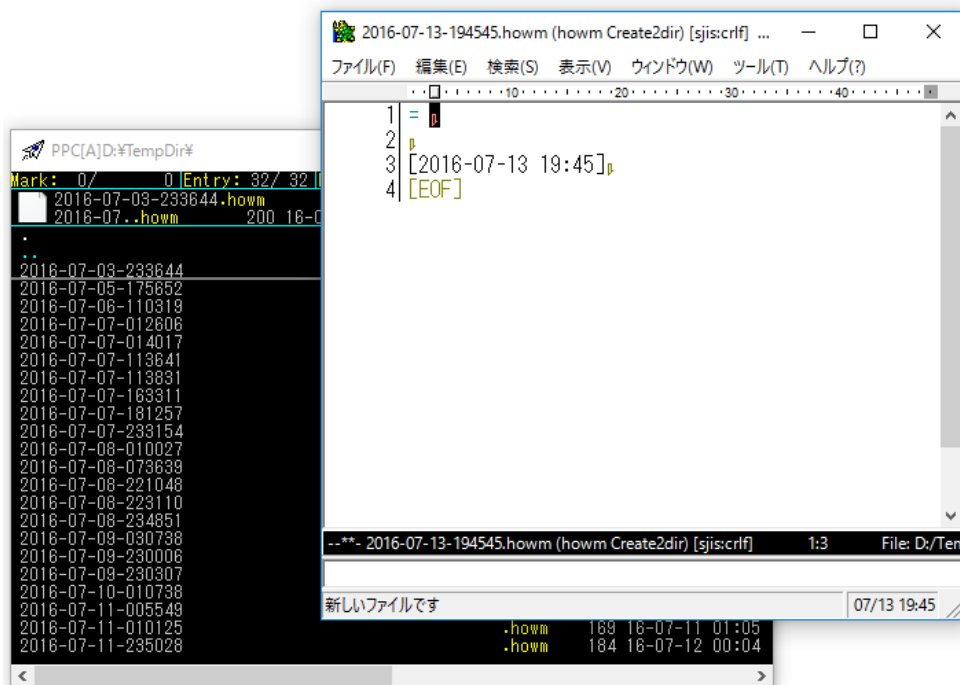 2016-07-13-194545.howm (howm Create2dir) [sjis:crlf] ...
ファイル(F) 編集(E) 検索(S) 表示(V) ウィンドウ(W) ツール(T) ヘルプ(?)
10 20 30 40
1 =
2
3 [2016-07-13 19:45]
4 [EOF]
--**- 2016-07-13-194545.howm (howm Create2dir) [sjis:crlf] 1:3 File: D:/Tem
新しいファイルです 07/13 19:45
PPC[A]D:¥TempDir¥
Mark: 0/ 0 Entry: 32/ 32
2016-07-03-233644.howm
2016-07..howm 200 16-0
.
..
2016-07-03-233644
2016-07-05-175652
2016-07-06-110319
2016-07-07-012606
2016-07-07-014017
2016-07-07-113641
2016-07-07-113831
2016-07-07-163311
2016-07-07-181257
2016-07-07-233154
2016-07-08-010027
2016-07-08-073639
2016-07-08-221048
2016-07-08-223110
2016-07-08-234851
2016-07-09-030738
2016-07-09-230006
2016-07-09-230307
2016-07-10-010738
2016-07-11-005549
2016-07-11-010125 .howm 169 16-07-11 01:05
2016-07-11-235028 .howm 184 16-07-12 00:04